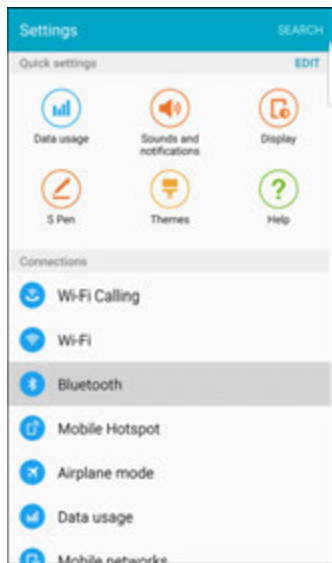 Settings SEARCH
Quick settings EDIT
Data usage
Sounds and
notifications
Display
S Pen
Themes
Help
Connections
Wi-Fi Calling
Wi-Fi
Bluetooth
Mobile Hotspot
Airplane mode
Data usage
Mobile networks